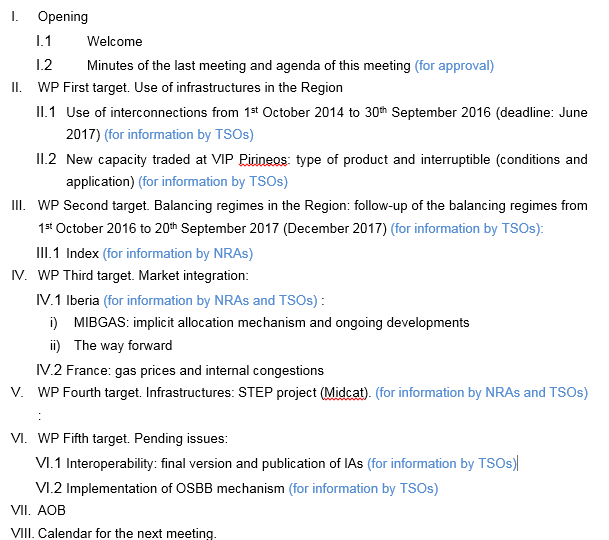 I. Opening
I.1 Welcome
I.2 Minutes of the last meeting and agenda of this meeting (for approval)
II. WP First target. Use of infrastructures in the Region
II.1 Use of interconnections from 1st October 2014 to 30th September 2016 (deadline: June
2017) (for information by TSOs)
II.2 New capacity traded at VIP Pirineos: type of product and interruptible (conditions and
application) (for information by TSOs)
III. WP Second target. Balancing regimes in the Region: follow-up of the balancing regimes from
1st October 2016 to 20th September 2017 (December 2017) (for information by TSOs):
III.1 Index (for information by NRAs)
IV. WP Third target. Market integration:
IV.1 Iberia (for information by NRAs and TSOs) :
i) MIBGAS: implicit allocation mechanism and ongoing developments
ii) The way forward
IV.2 France: gas prices and internal congestions
V. WP Fourth target. Infrastructures: STEP project (Midcat). (for information by NRAs and TSOs)
:
VI. WP Fifth target. Pending issues:
VI.1 Interoperability: final version and publication of IAs (for information by TSOs)
VI.2 Implementation of OSBB mechanism (for information by TSOs)
VII. AOB
VIII. Calendar for the next meeting.